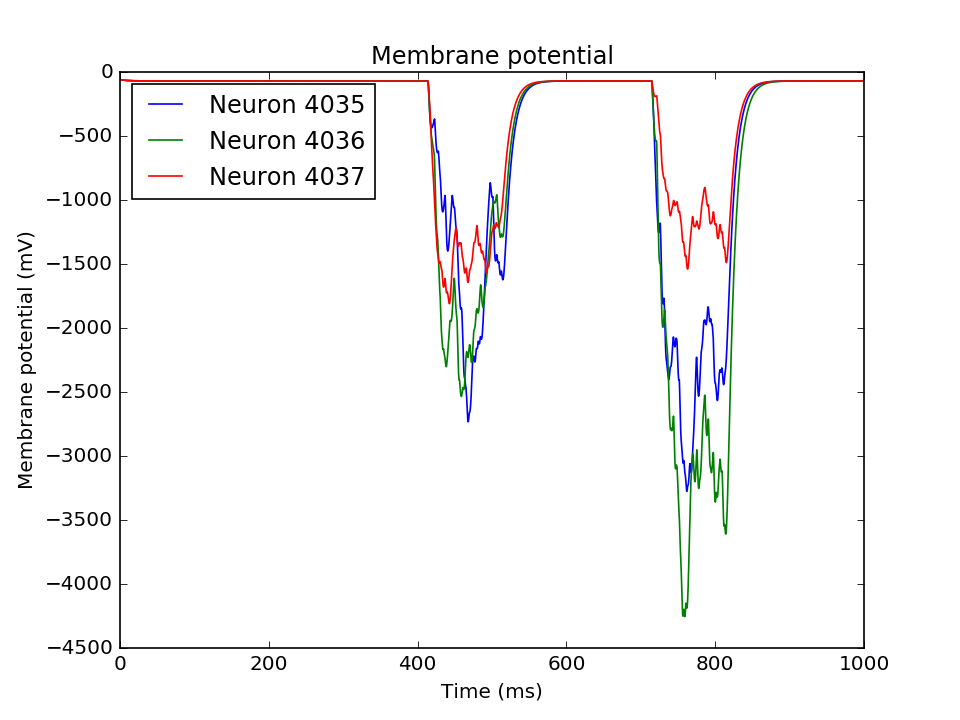 Membrane potential
0
−500
−1000
−1500
−2000
−2500
−3000
−3500
−4000
−4500
Membrane potential (mV)
Neuron 4035
Neuron 4036
Neuron 4037
0 200 400 600 800 1000
Time (ms)